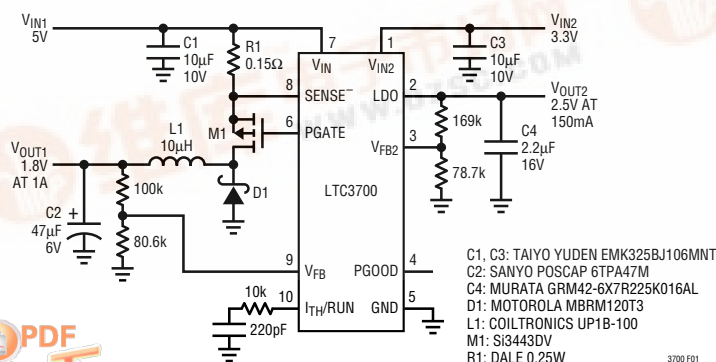 VIN1
5V
C1
10µF
10V
R1
0.15Ω
7
VIN
1
VIN2
C3
10µF
10V
VIN2
3.3V
8
SENSE–
2
LDO
VOUT2
2.5V AT
150mA
M1
6
PGATE
169k
3
VFB2
C4
2.2µF
16V
78.7k
L1
10µH
VOUT1
1.8V
AT 1A
D1
LTC3700
100k
C2
+
47µF
6V
80.6k
9
VFB
PGOOD
4
10k
10
ITH/RUN
GND
5
220pF
C1, C3: TAIYO YUDEN EMK325BJ106MNT
C2: SANYO POSCAP 6TPA47M
C4: MURATA GRM42-6X7R225K016AL
D1: MOTOROLA MBRM120T3
L1: COILTRONICS UP1B-100
M1: Si3443DV
R1: DALE 0.25W
3700 F01
PDF